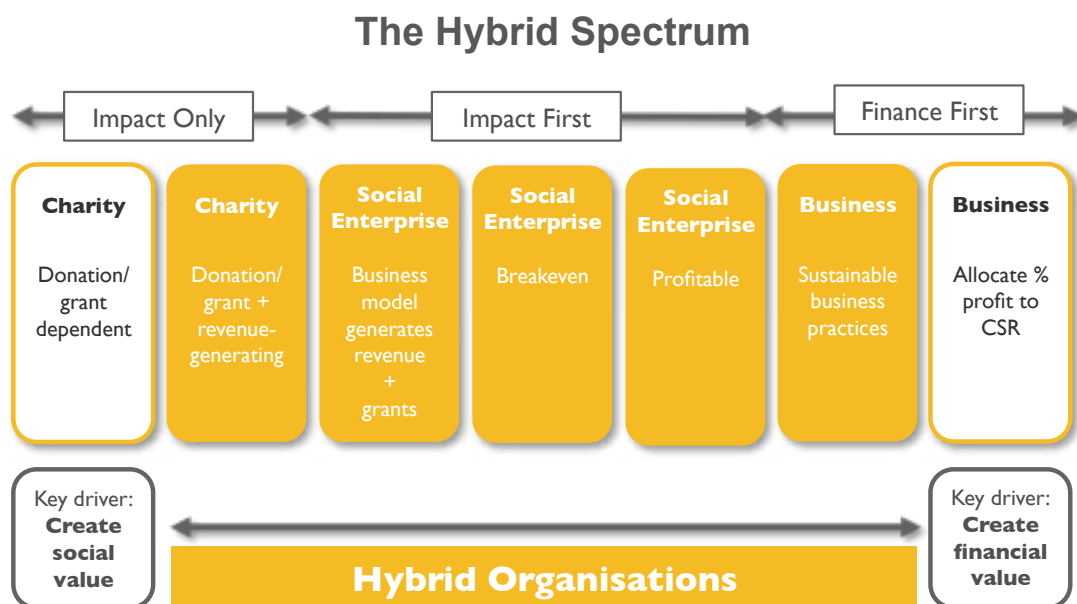 The Hybrid Spectrum
Impact Only
Impact First
Finance First
Charity
Donation/
grant
dependent
Charity
Donation/
grant +
revenue-
generating
Social
Enterprise
Business
model
generates
revenue
+
grants
Social
Enterprise
Breakeven
Social
Enterprise
Profitable
Business
Sustainable
business
practices
Business
Allocate %
profit to
CSR
Key driver:
Create
social
value
Hybrid Organisations
Key driver:
Create
financial
value